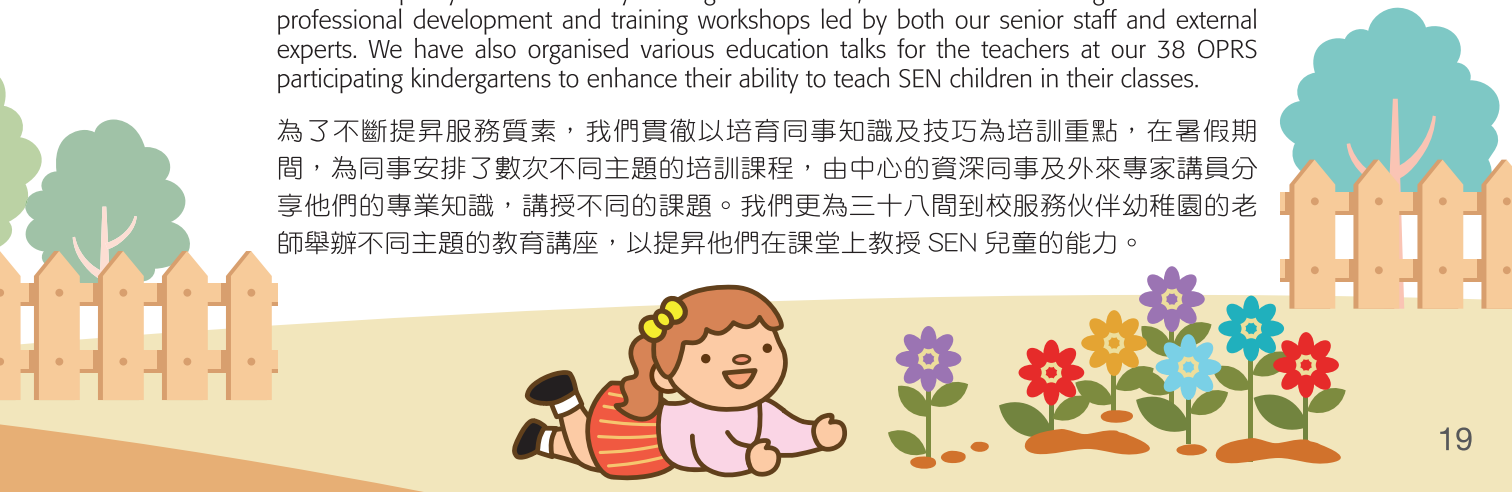 professional development and training workshops led by both our senior staff and external
experts. We have also organised various education talks for the teachers at our 38 OPRS
participating kindergartens to enhance their ability to teach SEN children in their classes.
為了不斷提昇服務質素，我們貫徹以培育同事知識及技巧為培訓重點，在暑假期
間，為同事安排了數次不同主題的培訓課程，由中心的資深同事及外來專家講員分
享他們的專業知識，講授不同的課題。我們更為三十八間到校服務伙伴幼稚園的老
師舉辦不同主題的教育講座，以提昇他們在課堂上教授 SEN 兒童的能力。
19